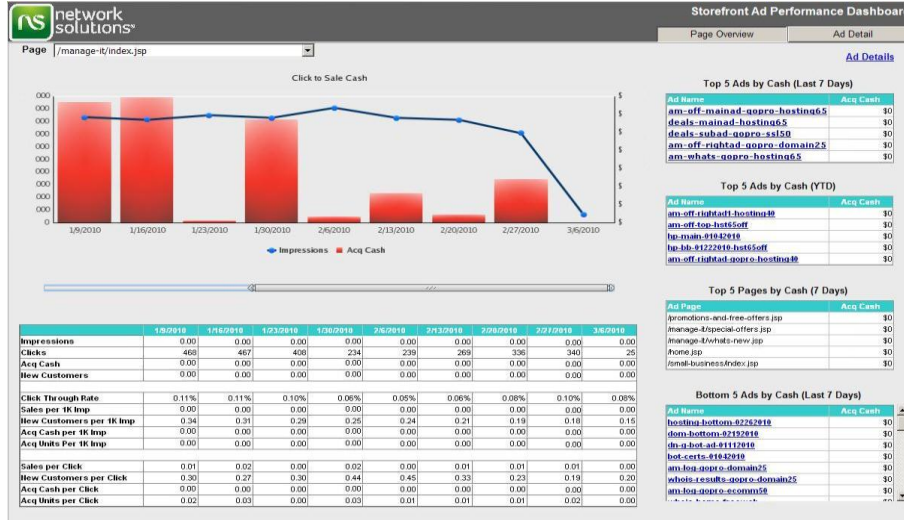 network
solutions®
Storefront Ad Performance Dashboar
Page Overview
Ad Detail
Page /manage-it/index.jsp
Ad Details
Click to Sale Cash
000 $
000
000 $
000
000 $
000
000 $
000 $
000 $
000
0 $
1/9/2010 1/16/2010 1/23/2010 1/30/2010 2/6/2010 2/13/2010 2/20/2010 2/27/2010 3/6/2010
Impressions Acq Cash
1/9/2010 1/16/2010 1/23/2010 1/30/2010 2/6/2010 2/13/2010 2/20/2010 2/27/2010 3/6/2010
Impressions 0.00 0.00 0.00 0.00 0.00 0.00 0.00 0.00 0.00
Clicks 468 467 408 234 239 269 336 340 25
Acq Cash 0.00 0.00 0.00 0.00 0.00 0.00 0.00 0.00 0.00
New Customers 0.00 0.00 0.00 0.00 0.00 0.00 0.00 0.00 0.00
Click Through Rate 0.11% 0.11% 0.10% 0.06% 0.05% 0.06% 0.08% 0.10% 0.08%
Sales per 1K Imp 0.00 0.00 0.00 0.00 0.00 0.00 0.00 0.00 0.00
New Customers per 1K Imp 0.34 0.31 0.29 0.25 0.24 0.21 0.19 0.18 0.15
Acq Cash per 1K Imp 0.00 0.00 0.00 0.00 0.00 0.00 0.00 0.00 0.00
Acq Units Per 1K Imp 0.00 0.00 0.00 0.00 0.00 0.00 0.00 0.00 0.00
Sales per Click 0.01 0.02 0.00 0.02 0.00 0.01 0.01 0.01 0.00
New Customers per Click 0.30 0.27 0.30 0.44 0.45 0.33 0.23 0.19 0.20
Acq Cash per Click 0.00 0.00 0.00 0.00 0.00 0.00 0.00 0.00 0.00
Acq Units per Click 0.02 0.03 0.00 0.03 0.01 0.01 0.01 0.02 0.00
Top 5 Ads by Cash (Last 7 Days)
Ad Name Acq Cash
am-off-mainad-gopro-hosting65 $0
deals-mainad-hosting65 $0
deals-subad-gopro-ssl50 $0
am-off-rightad-gopro-domain25 $0
am-whats-gopro-hosting65 $0
Top 5 Ads by Cash (YTD)
Ad Name Acq Cash
am-off-rightad1-hosting40 $0
am-off-top-hst65off $0
hp-main-01042010 $0
hp-bb-01222010-hst65off $0
am-off-rightad-gopro-hosting40 $0
Top 5 Pages by Cash (7 Days)
Ad Page Acq Cash
/promotions-and-free-offers.jsp $0
/manage-it/special-offers.jsp $0
/manage-it/whats-new.jsp $0
/home.jsp $0
/small-business/index.jsp $0
Bottom 5 Ads by Cash (Last 7 Days)
Ad Name Acq Cash
hosting-bottom-02262010 $0
dom-bottom-02192010 $0
dn-g-bot-ad-01112010 $0
bot-certs-01042010 $0
am-log-gopro-domain25 $0
whois-results-gopro-domain25 $0
am-log-gopro-ecomm50 $0
$0